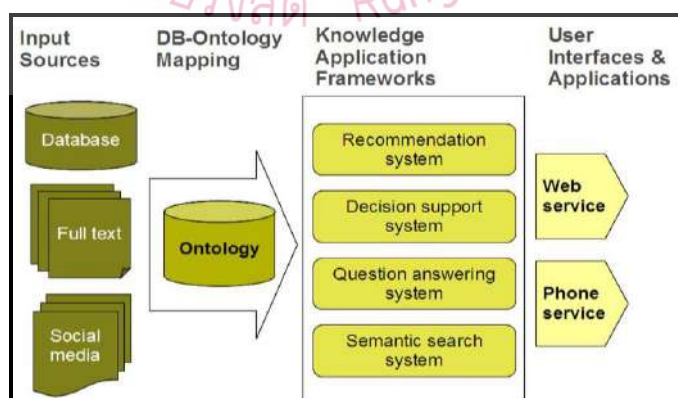 Input
Sources
DB-Ontology
Mapping
Knowledge
Application
Frameworks
User
Interfaces &
Applications
Database
Full text
Social
media
Ontology
Recommendation
system
Decision support
system
Question answering
system
Semantic search
system
Web
service
Phone
service